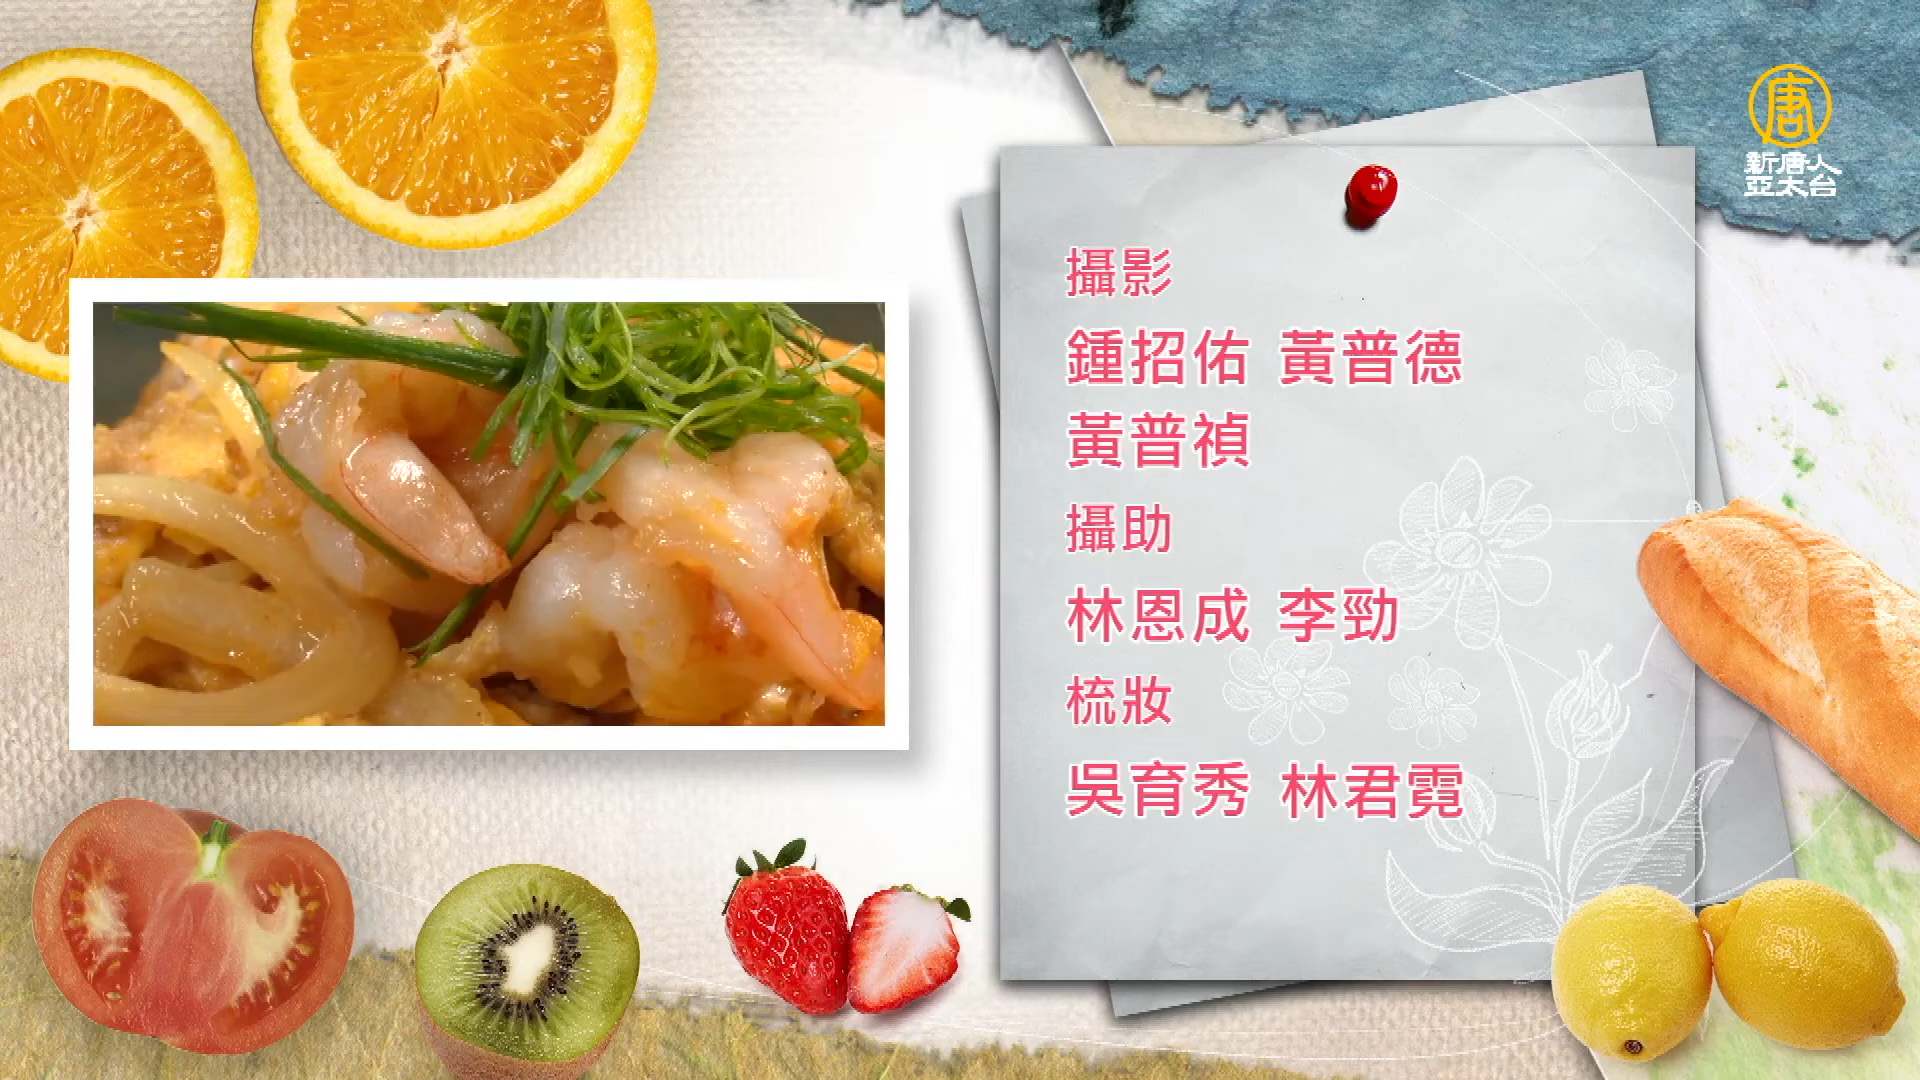 唐
新唐人
亞太台
攝影
鍾招佑 黃普德
黃普禎
攝助
林恩成 李勁
梳妝
吳育秀 林君霓